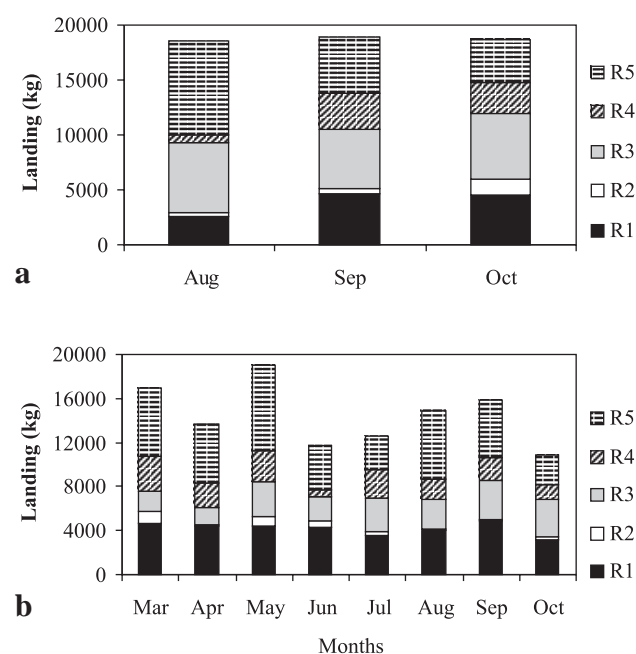 20000
15000
10000
5000
0
Landing (kg)
Aug Sep Oct
R5
R4
R3
R2
R1
a
20000
16000
12000
8000
4000
0
Landing (kg)
Mar Apr May Jun Jul Aug Sep Oct
Months
R5
R4
R3
R2
R1
b